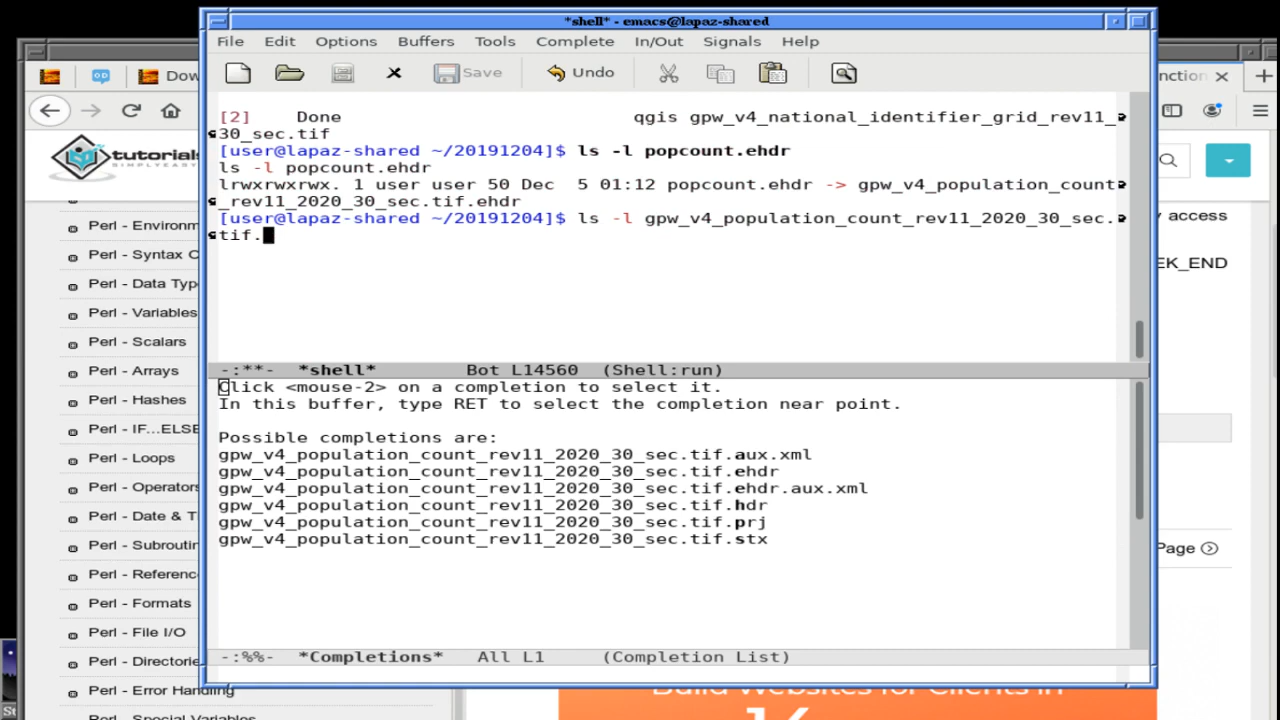 *shell* - emacs@lapaz-shared
File Edit Options Buffers Tools Complete In/Out Signals Help
Save Undo
[2] Done qgis gpw_v4_national_identifier_grid_rev11_
30_sec.tif
[user@lapaz-shared ~/20191204]$ ls -l popcount.ehdr
ls -l popcount.ehdr
lrwxrwxrwx. 1 user user 50 Dec 5 01:12 popcount.ehdr -> gpw_v4_population_count
_rev11_2020_30_sec.tif.ehdr
[user@lapaz-shared ~/20191204]$ ls -l gpw_v4_population_count_rev11_2020_30_sec.
tif.
-:**- *shell* Bot L14560 (Shell:run)
Click <mouse-2> on a completion to select it.
In this buffer, type RET to select the completion near point.
Possible completions are:
gpw_v4_population_count_rev11_2020_30_sec.tif.aux.xml
gpw_v4_population_count_rev11_2020_30_sec.tif.ehdr
gpw_v4_population_count_rev11_2020_30_sec.tif.ehdr.aux.xml
gpw_v4_population_count_rev11_2020_30_sec.tif.hdr
gpw_v4_population_count_rev11_2020_30_sec.tif.prj
gpw_v4_population_count_rev11_2020_30_sec.tif.stx
-:%%- *Completions* All L1 (Completion List)
Dow
nction
tutorials
Perl - Environm
Perl - Syntax O
Perl - Data Typ
Perl - Variables
Perl - Scalars
Perl - Arrays
Perl - Hashes
Perl - IF...ELSE
Perl - Loops
Perl - Operators
Perl - Date & T
Perl - Subroutin
Perl - Reference
Perl - Formats
Perl - File I/O
Perl - Directorie
Perl - Error Handling
Perl - Special Variables
y access
EK_END
Page
Build Websites for Clients in